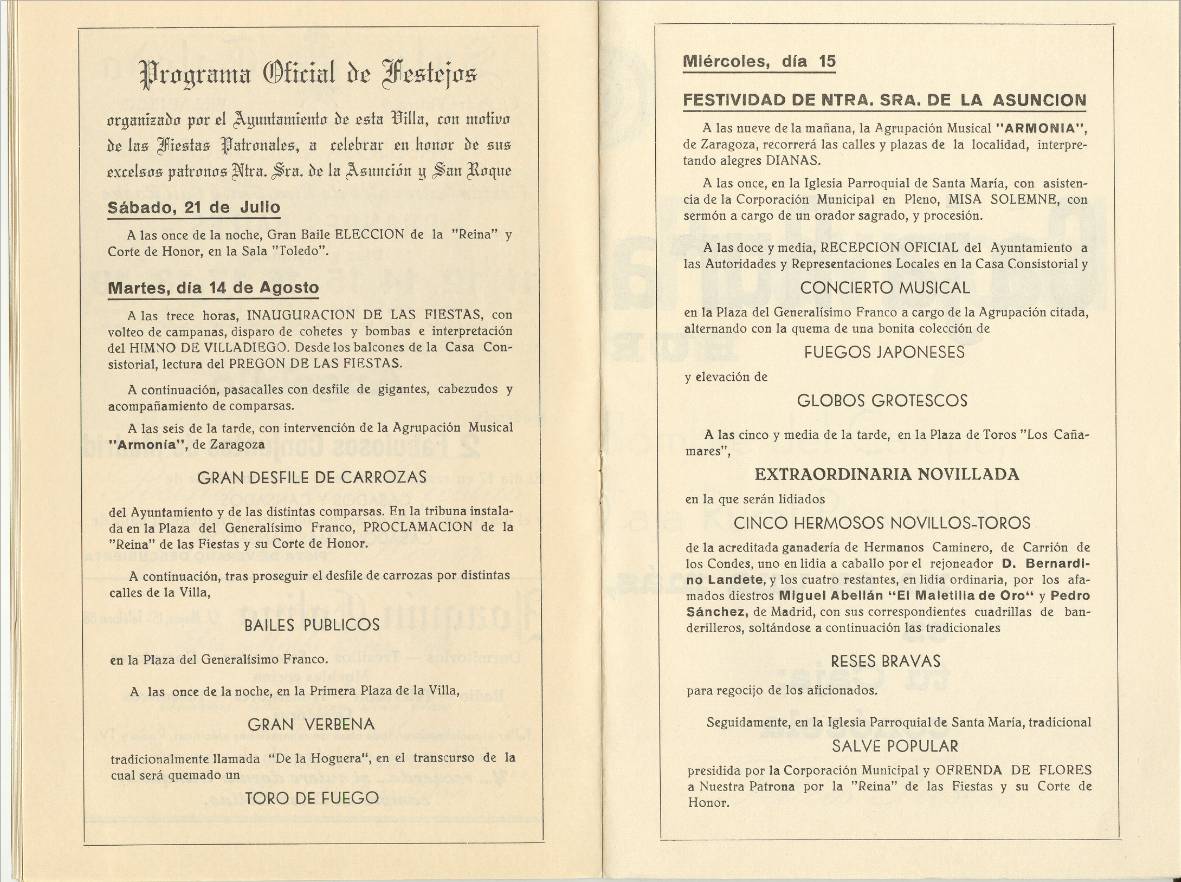 Programa Oficial de Festejos
organizado por el Ayuntamiento de esta Villa, con motivo
de las Fiestas Patronales, a celebrar en honor de sus
excelsos patronos Ntra. Sra. de la Asunción y San Roque
Sábado, 21 de Julio
A las once de la noche, Gran Baile ELECCION de la "Reina" y
Corte de Honor, en la Sala "Toledo".
Martes, día 14 de Agosto
A las trece horas, INAUGURACION DE LAS FIESTAS, con
volteo de campanas, disparo de cohetes y bombas e interpretación
del HIMNO DE VILLADIEGO. Desde los balcones de la Casa Con-
sistorial, lectura del PREGON DE LAS FIESTAS.
A continuación, pasacalles con desfile de gigantes, cabezudos y
acompañamiento de comparsas.
A las seis de la tarde, con intervención de la Agrupación Musical
"Armonía", de Zaragoza
GRAN DESFILE DE CARROZAS
del Ayuntamiento y de las distintas comparsas. En la tribuna instala-
da en la Plaza del Generalísimo Franco, PROCLAMACION de la
"Reina" de las Fiestas y su Corte de Honor.
A continuación, tras proseguir el desfile de carrozas por distintas
calles de la Villa,
BAILES PUBLICOS
en la Plaza del Generalísimo Franco.
A las once de la noche, en la Primera Plaza de la Villa,
GRAN VERBENA
tradicionalmente llamada "De la Hoguera", en el transcurso de la
cual será quemado un
TORO DE FUEGO
Miércoles, día 15
FESTIVIDAD DE NTRA. SRA. DE LA ASUNCION
A las nueve de la mañana, la Agrupación Musical "ARMONIA",
de Zaragoza, recorrerá las calles y plazas de la localidad, interpre-
tando alegres DIANAS.
A las once, en la Iglesia Parroquial de Santa María, con asisten-
cia de la Corporación Municipal en Pleno, MISA SOLEMNE, con
sermón a cargo de un orador sagrado, y procesión.
A las doce y media, RECEPCION OFICIAL del Ayuntamiento a
las Autoridades y Representaciones Locales en la Casa Consistorial y
CONCIERTO MUSICAL
en la Plaza del Generalísimo Franco a cargo de la Agrupación citada,
alternando con la quema de una bonita colección de
FUEGOS JAPONESES
y elevación de
GLOBOS GROTESCOS
A las cinco y media de la tarde, en la Plaza de Toros "Los Caña-
mares",
EXTRAORDINARIA NOVILLADA
en la que serán lidiados
CINCO HERMOSOS NOVILLOS-TOROS
de la acreditada ganadería de Hermanos Caminero, de Carrión de
los Condes, uno en lidia a caballo por el rejoneador D. Bernardi-
no Landete, y los cuatro restantes, en lidia ordinaria, por los afa-
mados diestros Miguel Abellán "El Maletilla de Oro" y Pedro
Sánchez, de Madrid, con sus correspondientes cuadrillas de ban-
derilleros, soltándose a continuación las tradicionales
RESES BRAVAS
para regocijo de los aficionados.
Seguidamente, en la Iglesia Parroquial de Santa María, tradicional
SALVE POPULAR
presidida por la Corporación Municipal y OFRENDA DE FLORES
a Nuestra Patrona por la "Reina" de las Fiestas y su Corte de
Honor.